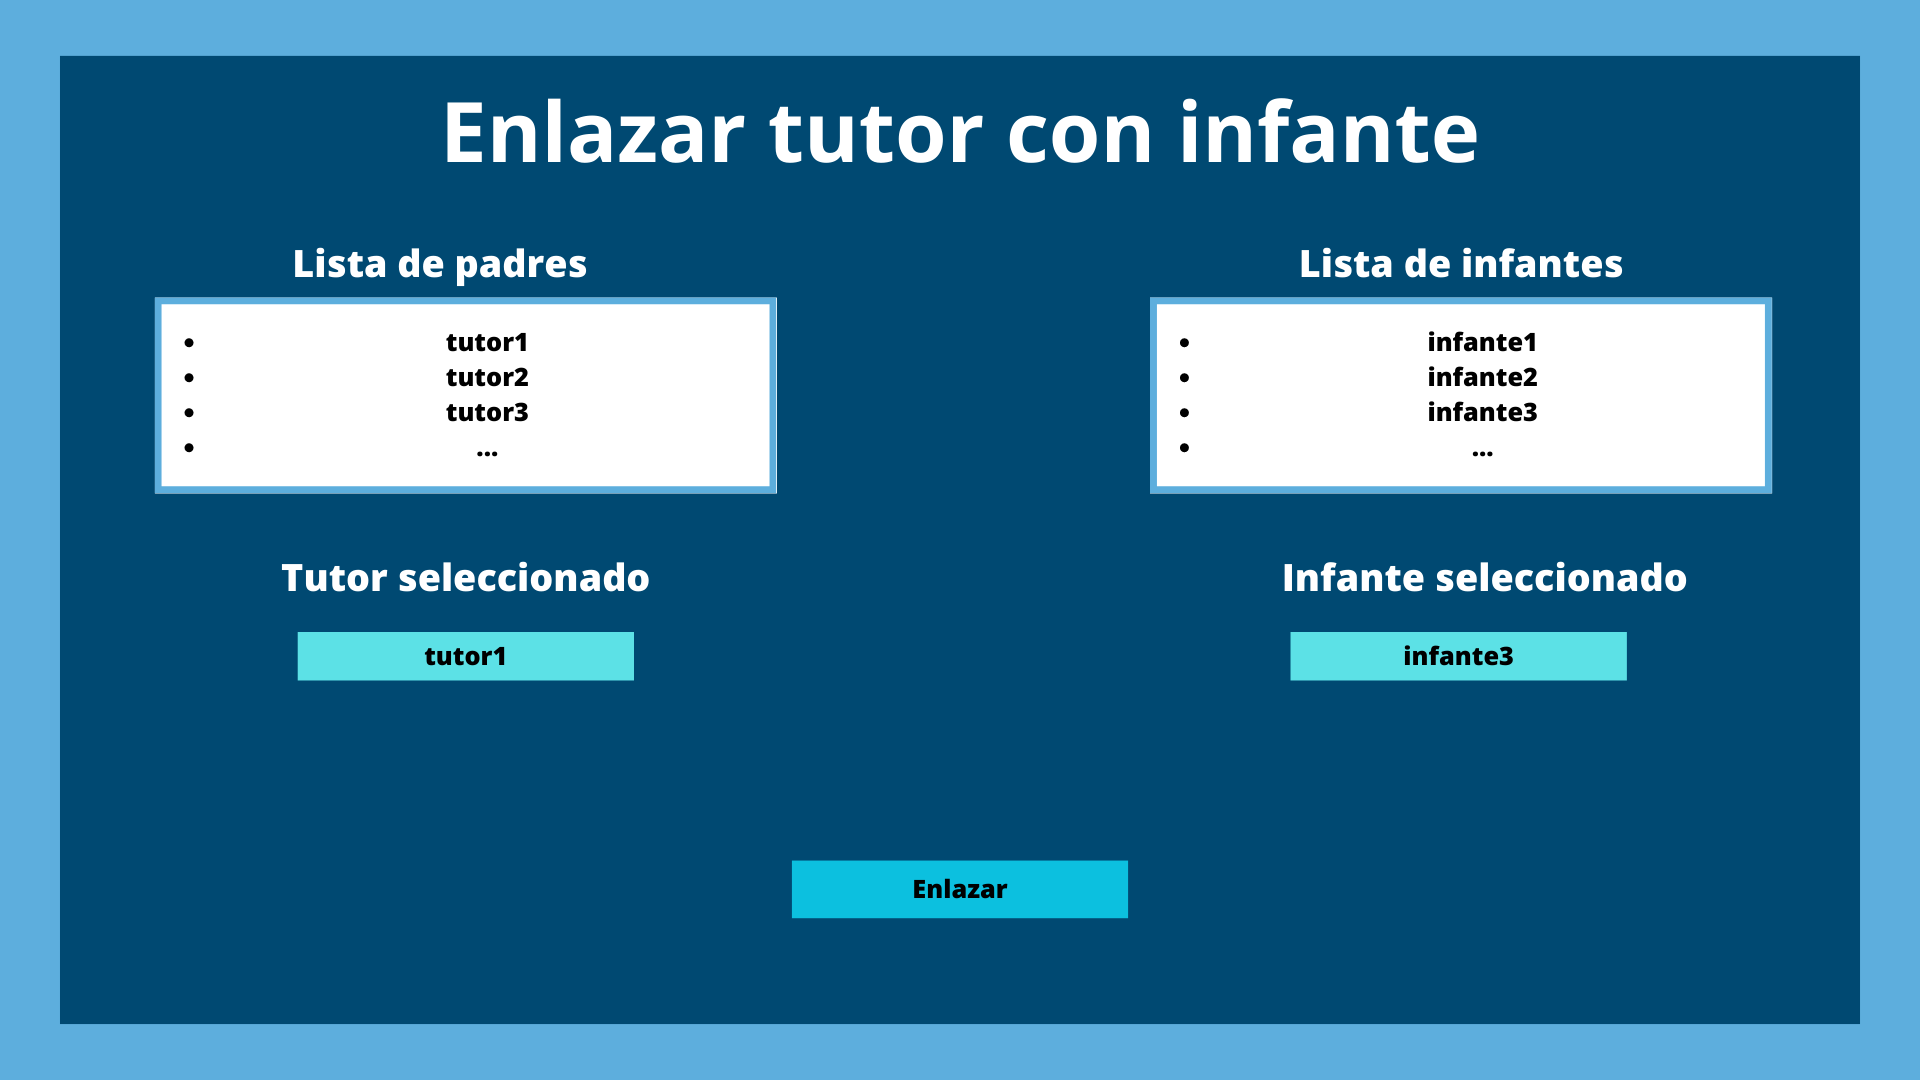 Enlazar tutor con infante
Lista de padres
• tutor1
• tutor2
• tutor3
• ...
Lista de infantes
• infante1
• infante2
• infante3
• ...
Tutor seleccionado
tutor1
Infante seleccionado
infante3
Enlazar